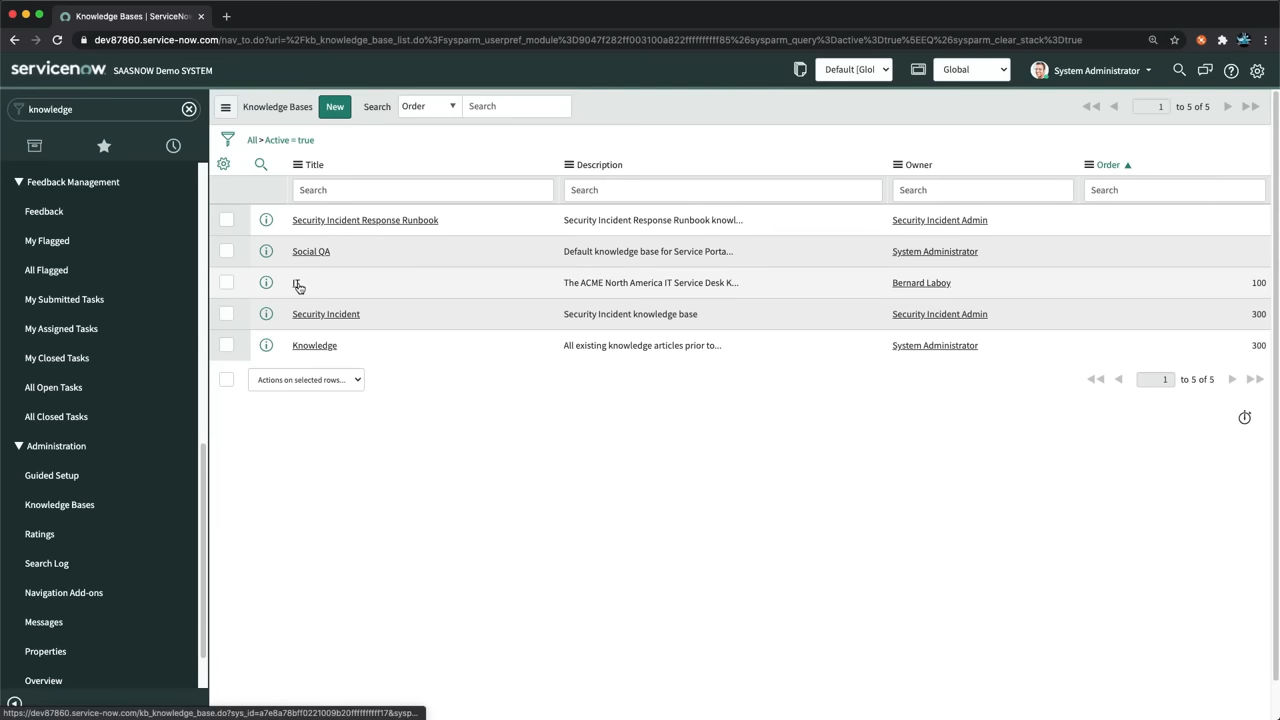 Knowledge Bases | ServiceNo
dev87860.service-now.com/nav_to.do?uri=%2Fkb_knowledge_base_list.do%3Fsysparm_userpref_module%3D9047f282ff003100a822ffffffffff85%26sysparm_query%3Dactive%3Dtrue%5EEQ%26sysparm_clear_stack%3Dtrue
servicenow SAASNOW Demo SYSTEM Default [Glol Global System Administrator
knowledge Knowledge Bases New Search Order Search 1 to 5 of 5
All > Active = true
Title Description Owner Order
Search Search Search Search
Security Incident Response Runbook Security Incident Response Runbook knowl... Security Incident Admin
Social QA Default knowledge base for Service Porta... System Administrator
IT The ACME North America IT Service Desk K... Bernard Laboy 100
Security Incident Security Incident knowledge base Security Incident Admin 300
Knowledge All existing knowledge articles prior to... System Administrator 300
Actions on selected rows... 1 to 5 of 5
Feedback Management
Feedback
My Flagged
All Flagged
My Submitted Tasks
My Assigned Tasks
My Closed Tasks
All Open Tasks
All Closed Tasks
Administration
Guided Setup
Knowledge Bases
Ratings
Search Log
Navigation Add-ons
Messages
Properties
Overview
https://dev87860.service-now.com/kb_knowledge_base.do?sys_id=a7e8a78bff0221009b20ffffffffff17&sysp...